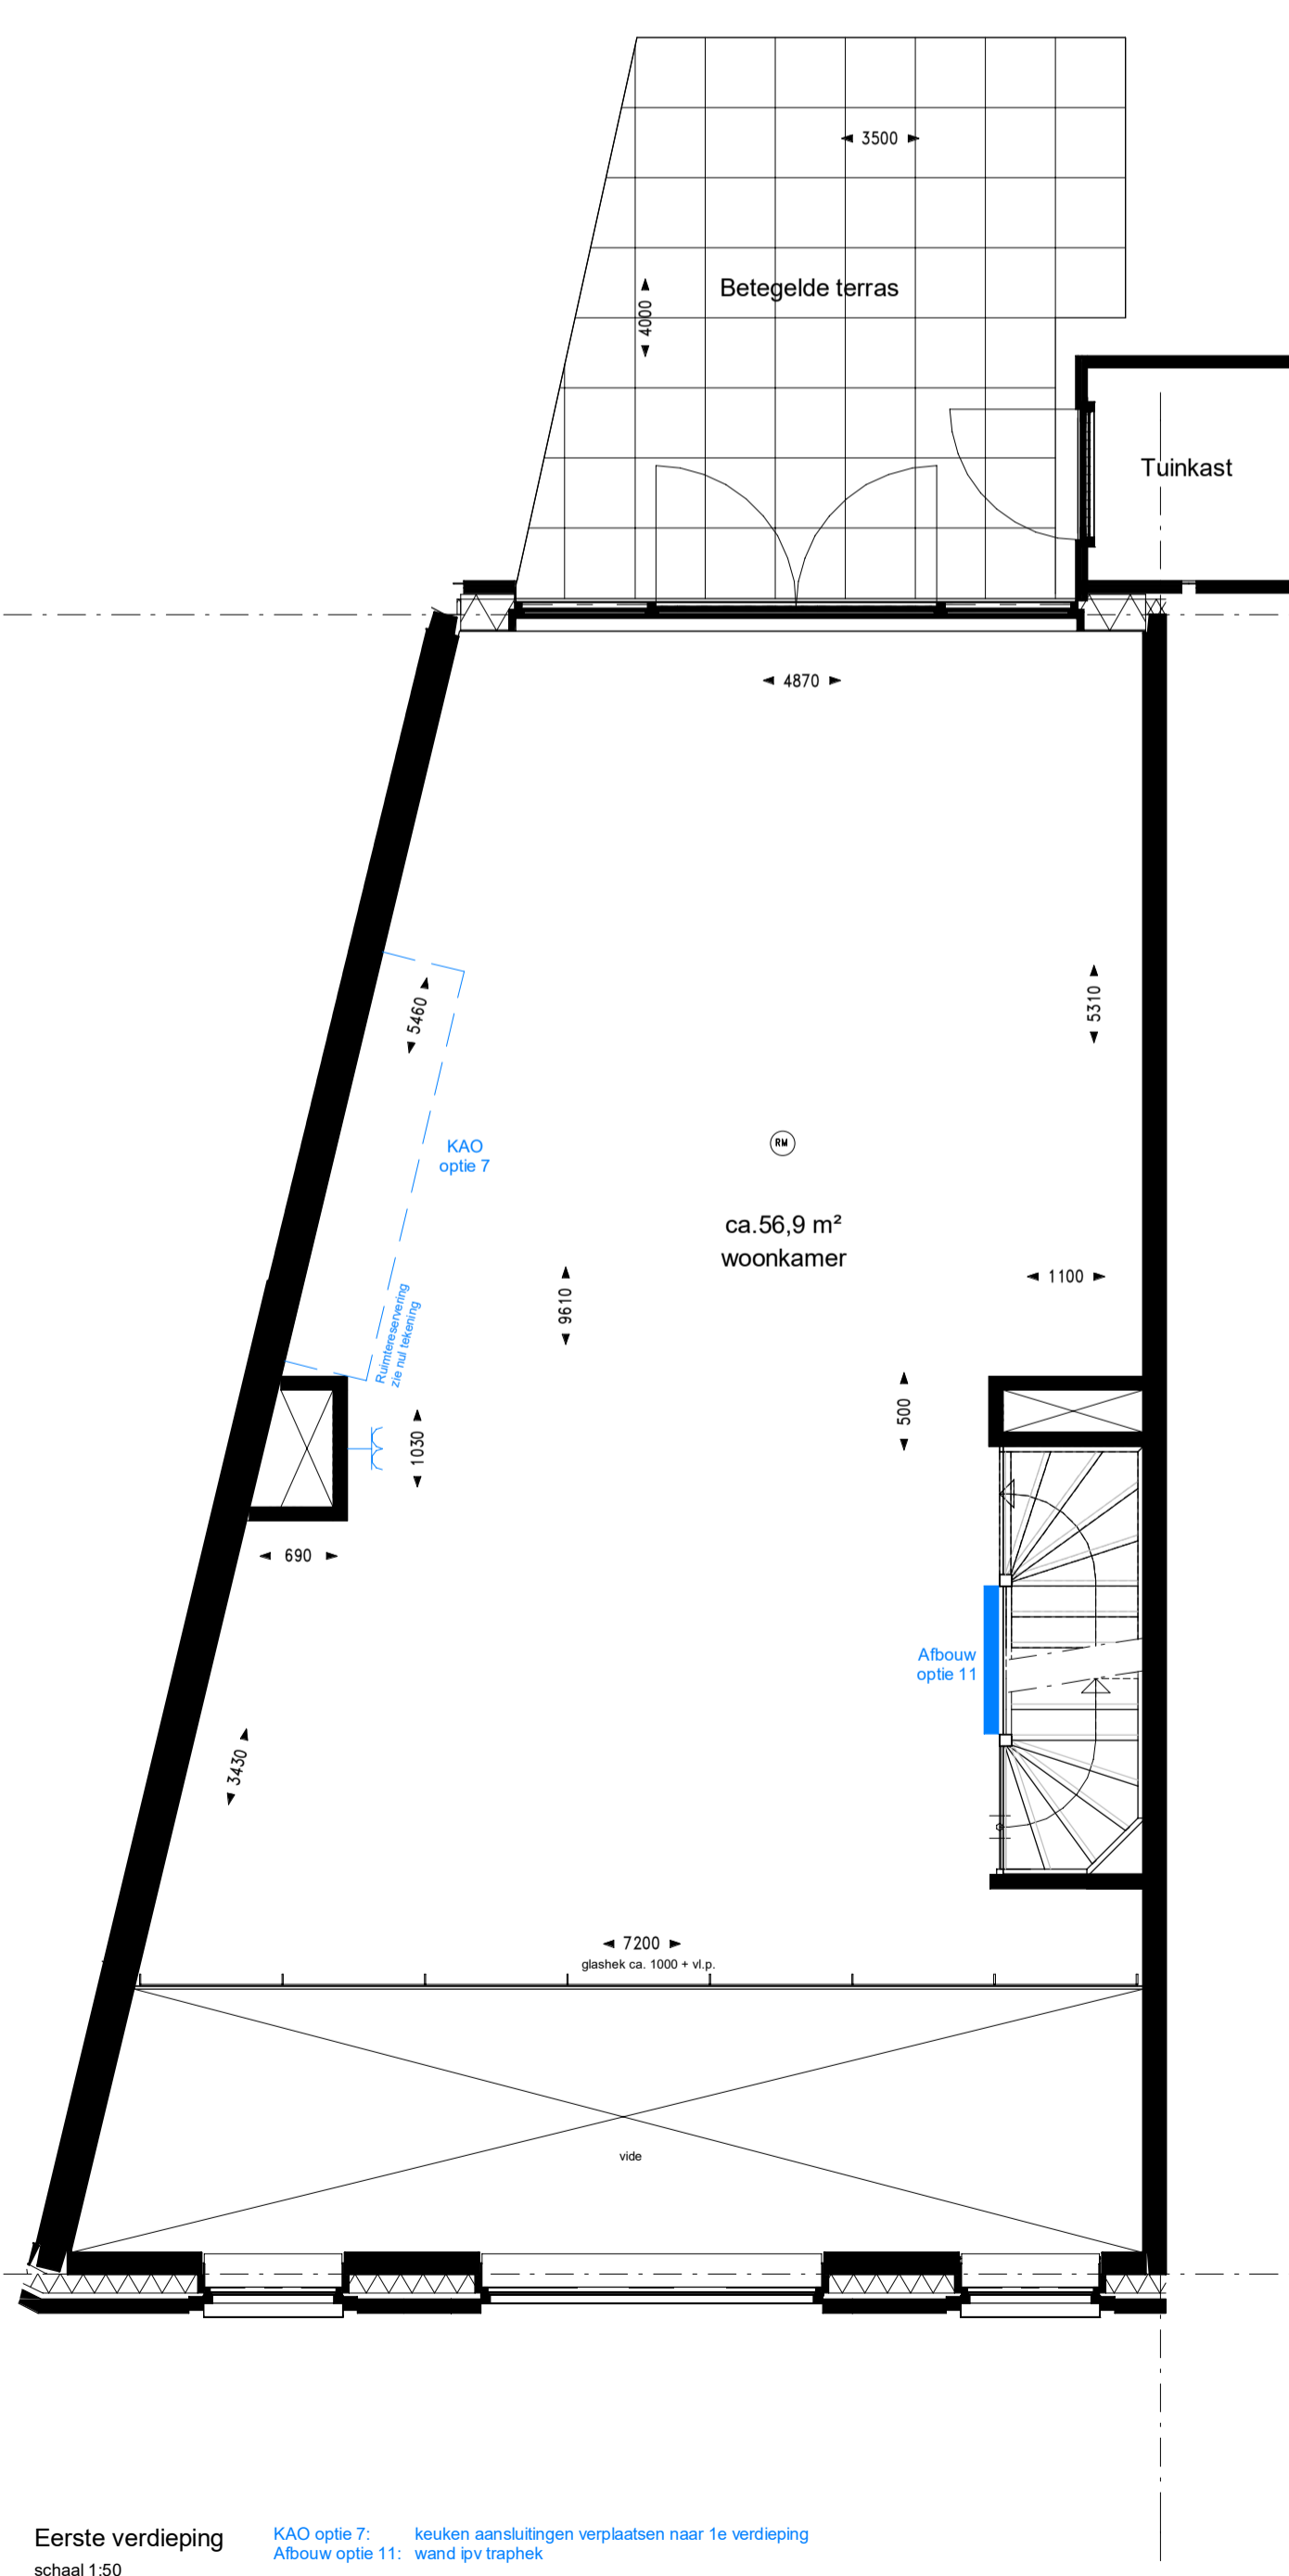 3500
Betegelde terras
4000
Tuinkast
4870
5460
5310
KAO
optie 7
RM
ca.56,9 m²
woonkamer
1100
9610
Ruimtereservering
zie nul tekening
500
1030
690
Afbouw
optie 11
3430
7200
glashek ca. 1000 + vl.p.
vide
Eerste verdieping
schaal 1:50
KAO optie 7: keuken aansluitingen verplaatsen naar 1e verdieping
Afbouw optie 11: wand ipv traphek